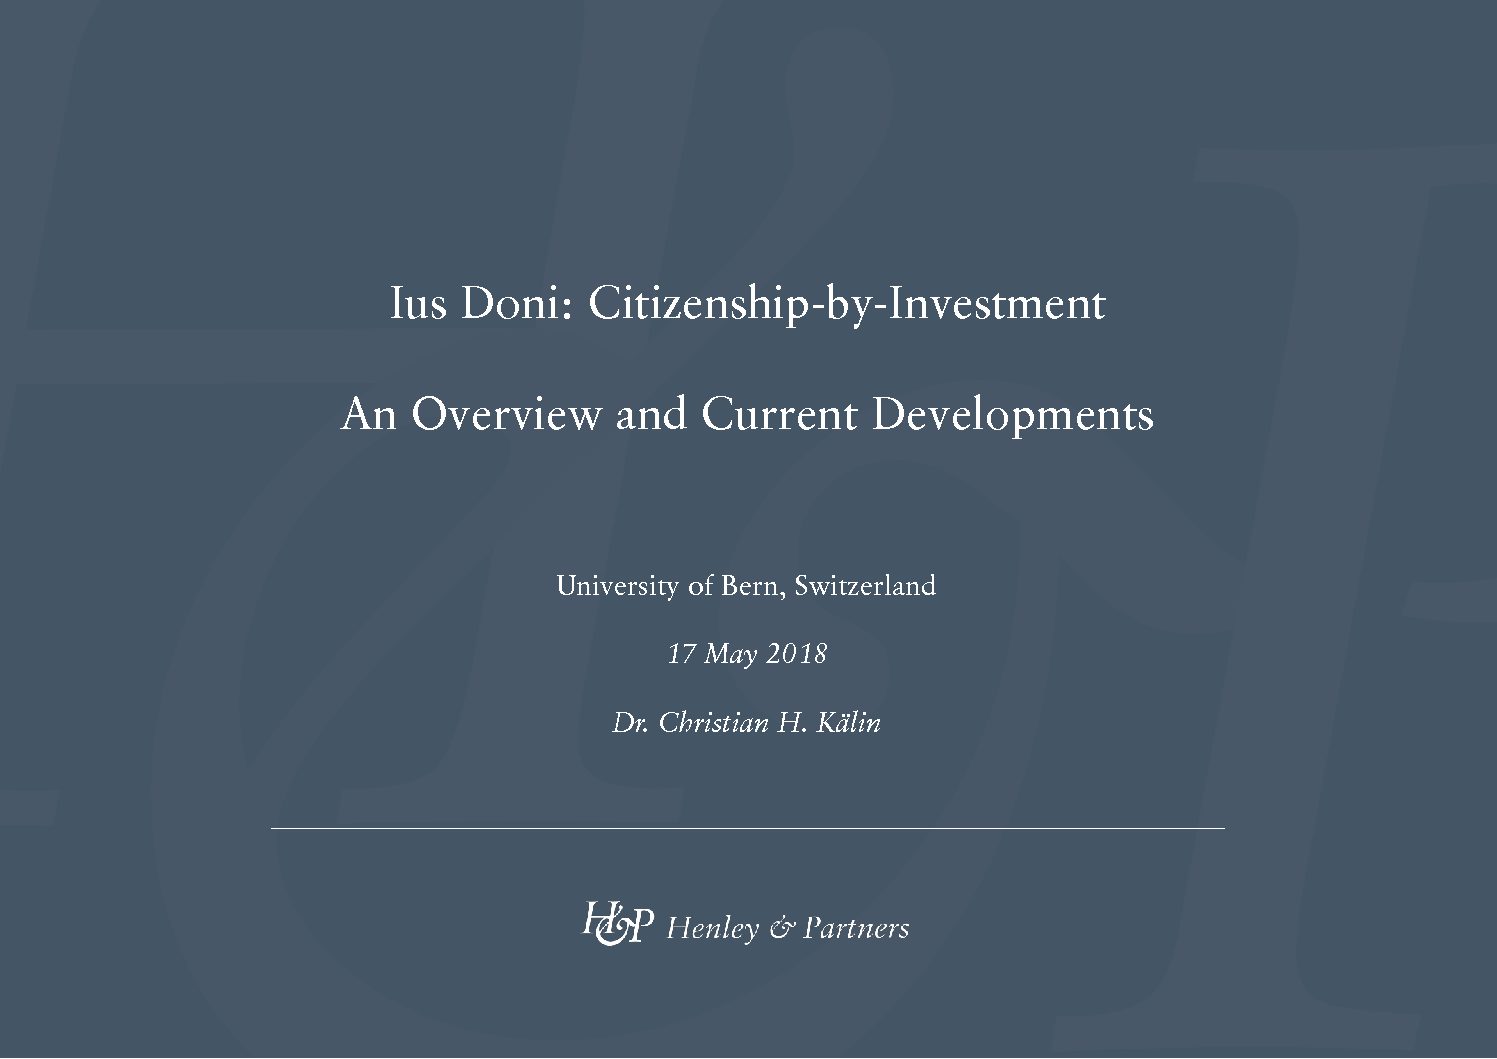 Ius Doni: Citizenship-by-Investment
An Overview and Current Developments
University of Bern, Switzerland
17 May 2018
Dr. Christian H. Kälin
H&P Henley & Partners